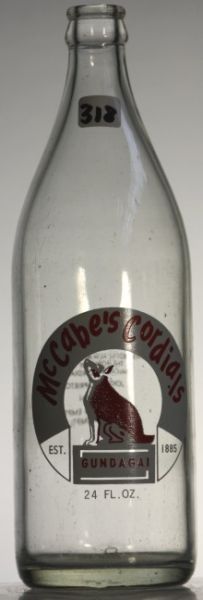 318
McCabe's Cordials
EST. 1885
GUNDAGAI
24 FL.OZ.